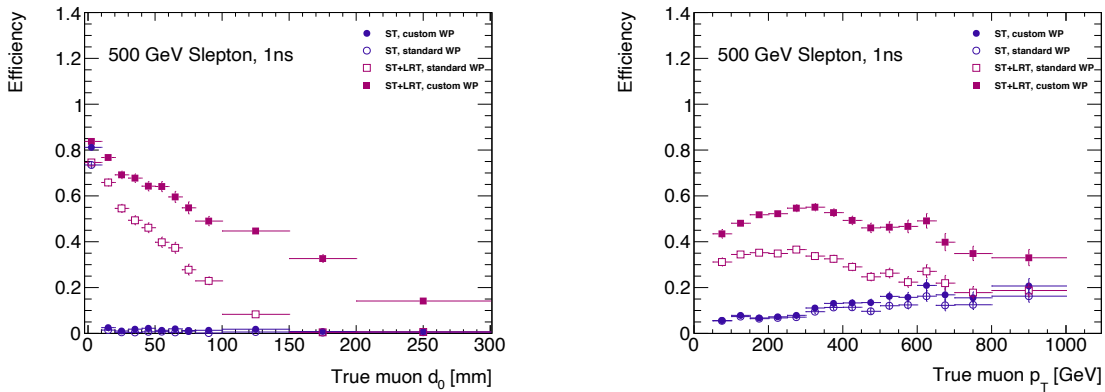 Efficiency
1.4
1.2
1
0.8
0.6
0.4
0.2
0
500 GeV Slepton, 1ns
ST, custom WP
ST, standard WP
ST+LRT, standard WP
ST+LRT, custom WP
0 50 100 150 200 250 300
True muon d0 [mm]
Efficiency
1.4
1.2
1
0.8
0.6
0.4
0.2
0
500 GeV Slepton, 1ns
ST, custom WP
ST, standard WP
ST+LRT, standard WP
ST+LRT, custom WP
0 200 400 600 800 1000
True muon pT [GeV]